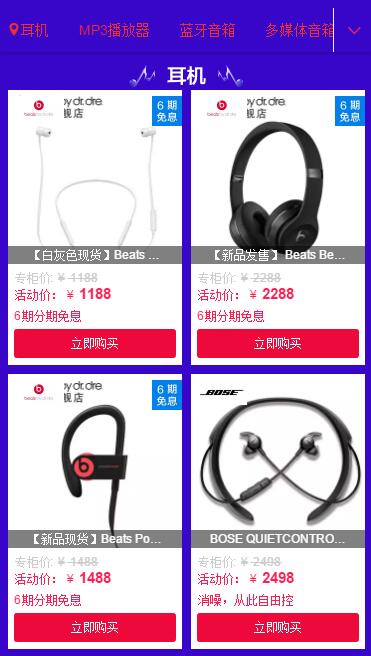 耳机 MP3播放器 蓝牙音箱 多媒体音箱
耳机
by dr. dre.
beatsbydrdre
舰店
6 期
免息
【白灰色现货】Beats ...
专柜价: ¥ 1188
活动价: ¥ 1188
6期分期免息
立即购买
by dr. dre.
beatsbydrdre
舰店
6 期
免息
【新品发售】 Beats Be...
专柜价: ¥ 2288
活动价: ¥ 2288
6期分期免息
立即购买
by dr. dre.
beatsbydrdre
舰店
6 期
免息
【新品现货】Beats Po...
专柜价: ¥ 1488
活动价: ¥ 1488
6期分期免息
立即购买
BOSE
BOSE QUIETCONTRO...
专柜价: ¥ 2498
活动价: ¥ 2498
消噪，从此自由控
立即购买